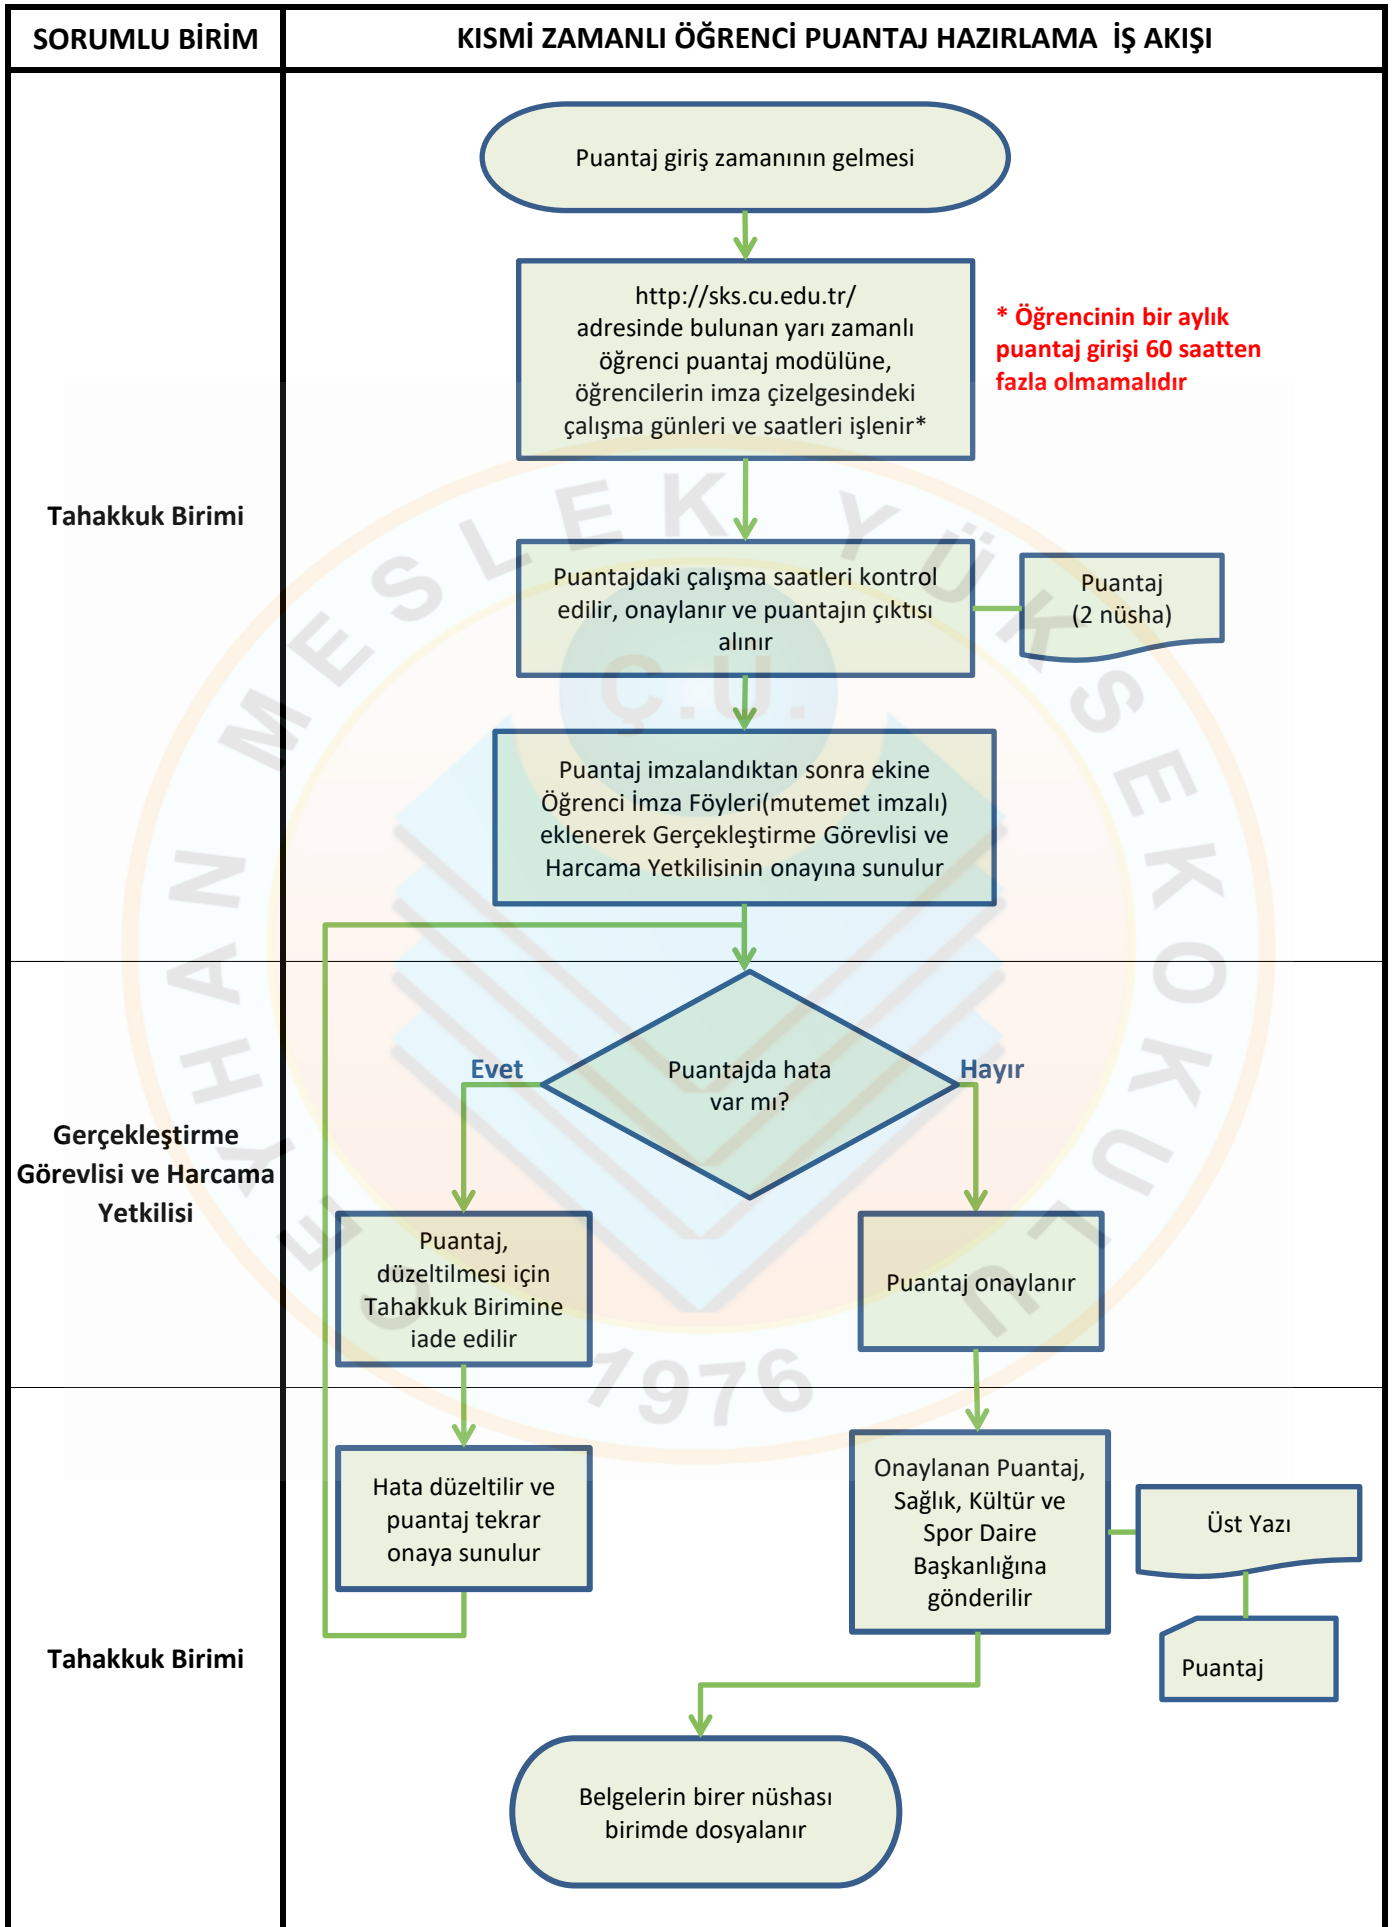 SORUMLU BİRİM
KISMİ ZAMANLI ÖĞRENCİ PUANTAJ HAZIRLAMA İŞ AKIŞI
Puantaj giriş zamanının gelmesi
http://sks.cu.edu.tr/
adresinde bulunan yarı zamanlı
öğrenci puantaj modülüne,
öğrencilerin imza çizelgesindeki
çalışma günleri ve saatleri işlenir*
* Öğrencinin bir aylık
puantaj girişi 60 saatten
fazla olmamalıdır
Tahakkuk Birimi
Puantajdaki çalışma saatleri kontrol
edilir, onaylanır ve puantajın çıktısı
alınır
Puantaj
(2 nüsha)
Puantaj imzalandıktan sonra ekine
Öğrenci İmza Föyleri(mutemet imzalı)
eklenerek Gerçekleştirme Görevlisi ve
Harcama Yetkilisinin onayına sunulur
Evet
Puantajda hata
var mı?
Hayır
Gerçekleştirme
Görevlisi ve Harcama
Yetkilisi
Puantaj,
düzeltilmesi için
Tahakkuk Birimine
iade edilir
Puantaj onaylanır
Hata düzeltilir ve
puantaj tekrar
onaya sunulur
Onaylanan Puantaj,
Sağlık, Kültür ve
Spor Daire
Başkanlığına
gönderilir
Üst Yazı
Puantaj
Tahakkuk Birimi
Belgelerin birer nüshası
birimde dosyalanır
CEYHAN MESLEK YÜKSEKOKULU
Ç.U.
1976